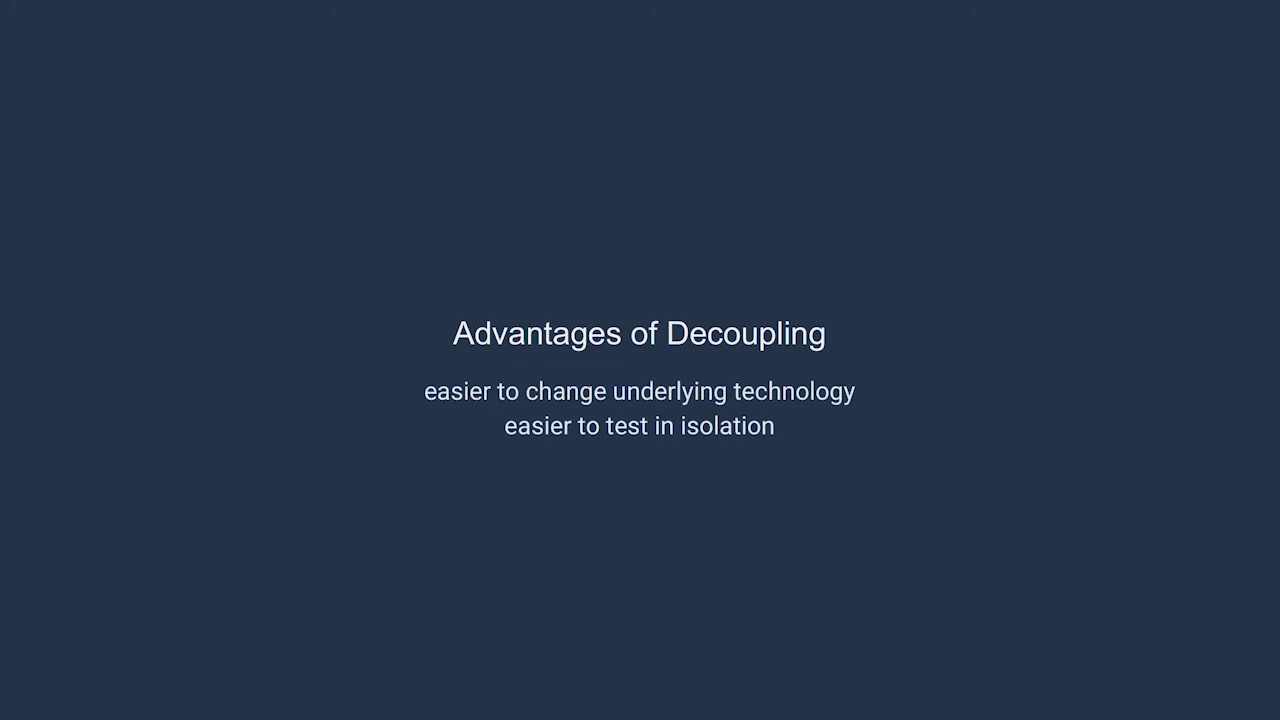 Advantages of Decoupling
easier to change underlying technology
easier to test in isolation